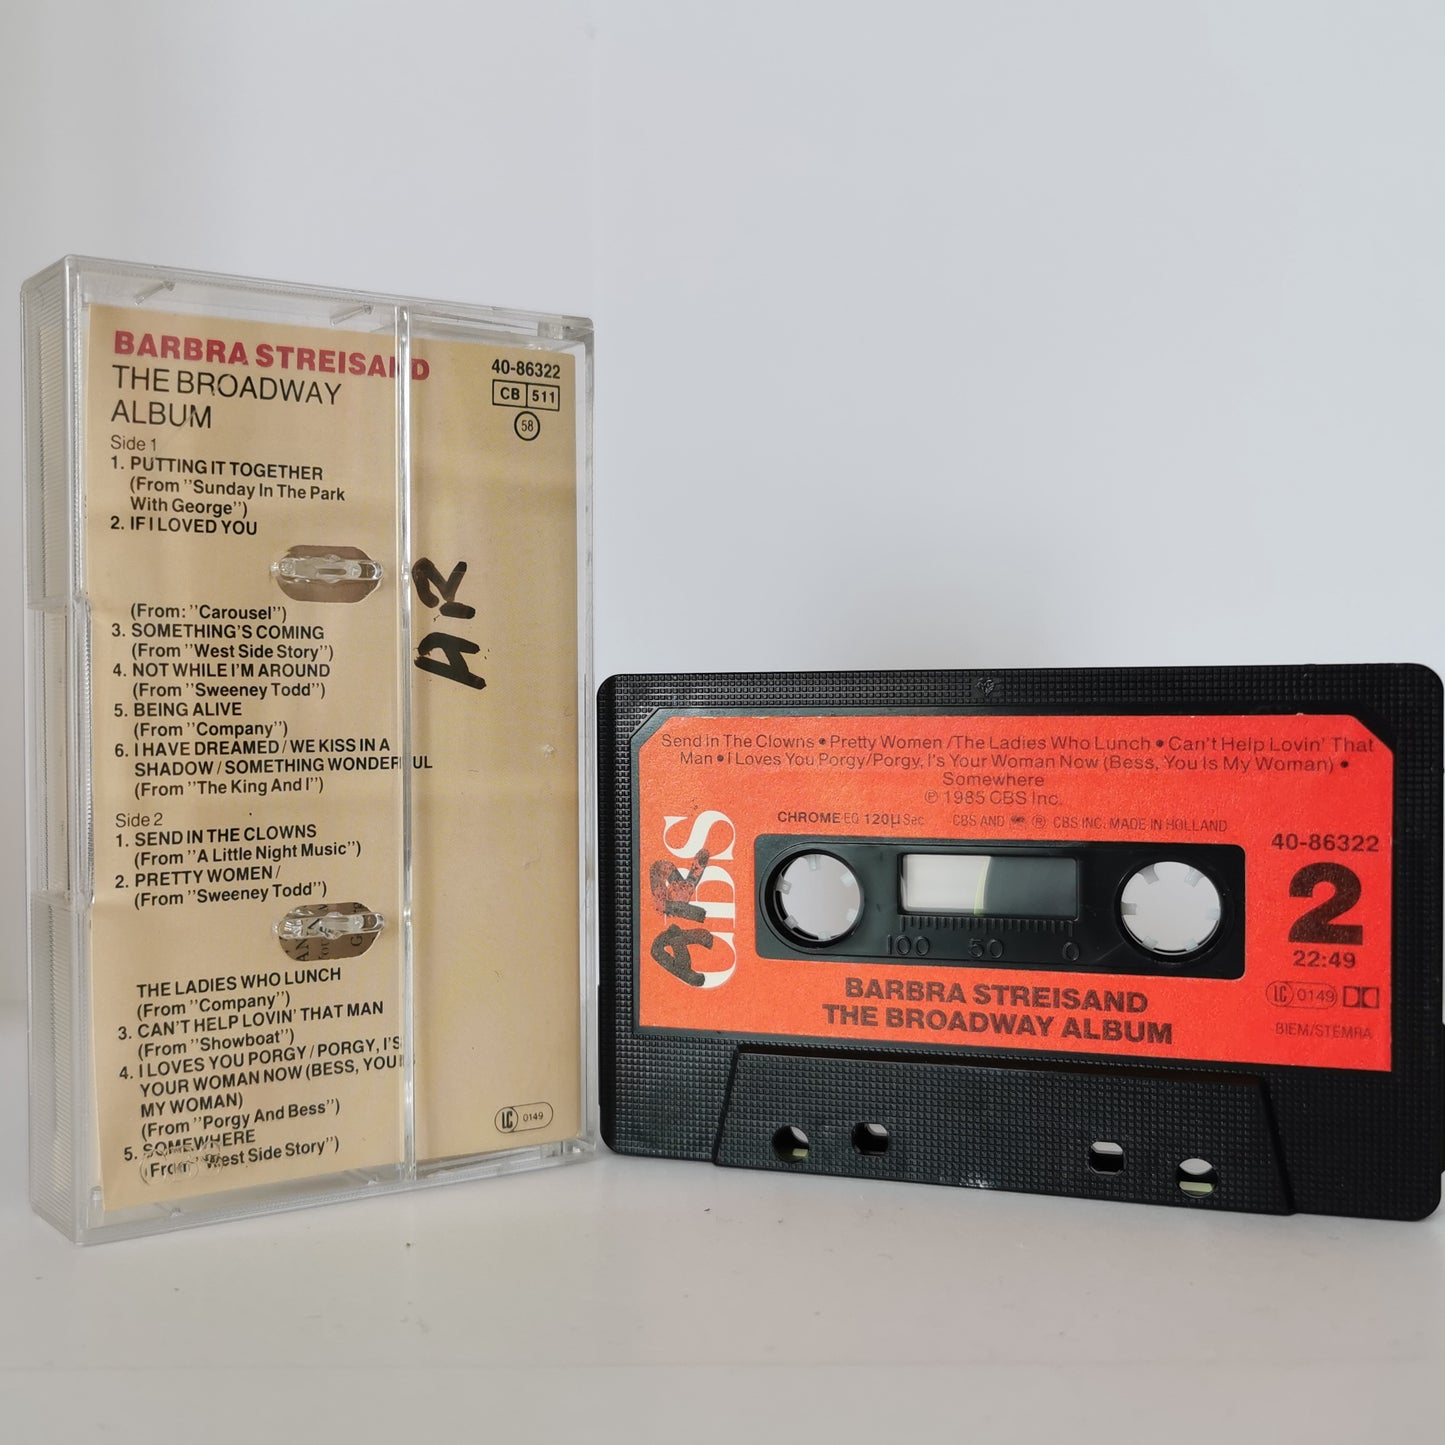 BARBRA STREISAND
THE BROADWAY
ALBUM
40-86322
CB 511
58
Side 1
1. PUTTING IT TOGETHER
(From "Sunday In The Park
With George")
2. IF I LOVED YOU
(From: "Carousel")
3. SOMETHING'S COMING
(From "West Side Story")
4. NOT WHILE I'M AROUND
(From "Sweeney Todd")
5. BEING ALIVE
(From "Company")
6. I HAVE DREAMED / WE KISS IN A
SHADOW / SOMETHING WONDERFUL
(From "The King And I")
Side 2
1. SEND IN THE CLOWNS
(From "A Little Night Music")
2. PRETTY WOMEN /
(From "Sweeney Todd")
THE LADIES WHO LUNCH
(From "Company")
3. CAN'T HELP LOVIN' THAT MAN
(From "Showboat")
4. I LOVES YOU PORGY / PORGY, I'S
YOUR WOMAN NOW (BESS, YOU I
MY WOMAN)
(From "Porgy And Bess")
5. SOMEWHERE
(From "West Side Story")
AR
LC 0149
Send in The Clowns • Pretty Women / The Ladies Who Lunch • Can't Help Lovin' That
Man • I Loves You Porgy/Porgy, I's Your Woman Now (Bess, You Is My Woman) •
Somewhere
℗ 1985 CBS Inc.
CHROME EQ 120µ Sec. CBS AND ® CBS INC. MADE IN HOLLAND
40-86322
CBS
AR
2
22:49
100 50 0
BARBRA STREISAND
THE BROADWAY ALBUM
LC 0149
BIEM/STEMRA